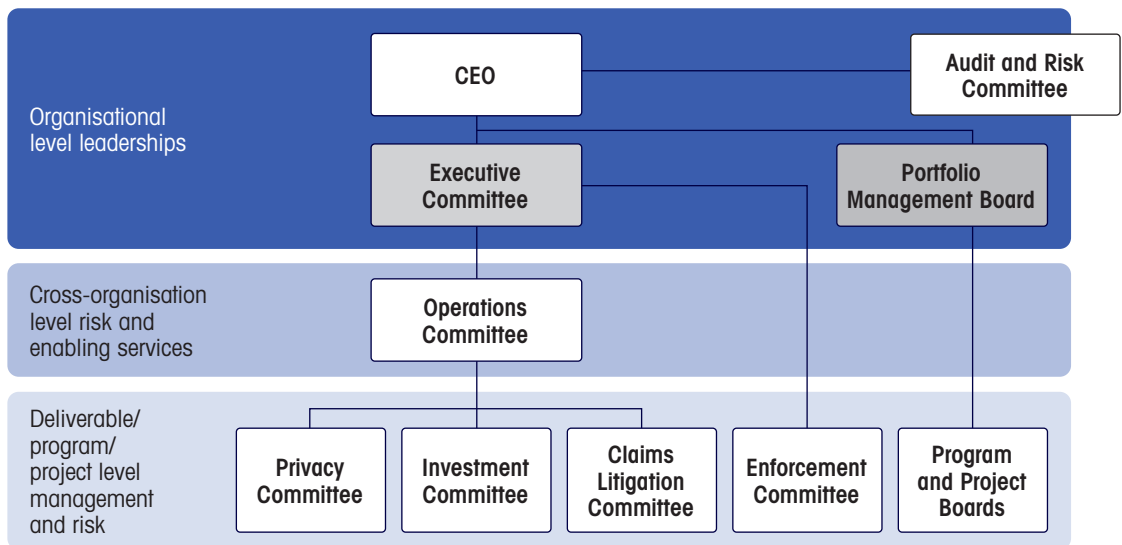 CEO
Audit and Risk
Committee
Organisational
level leaderships
Executive
Committee
Portfolio
Management Board
Cross-organisation
level risk and
enabling services
Operations
Committee
Deliverable/
program/
project level
management
and risk
Privacy
Committee
Investment
Committee
Claims
Litigation
Committee
Enforcement
Committee
Program
and Project
Boards